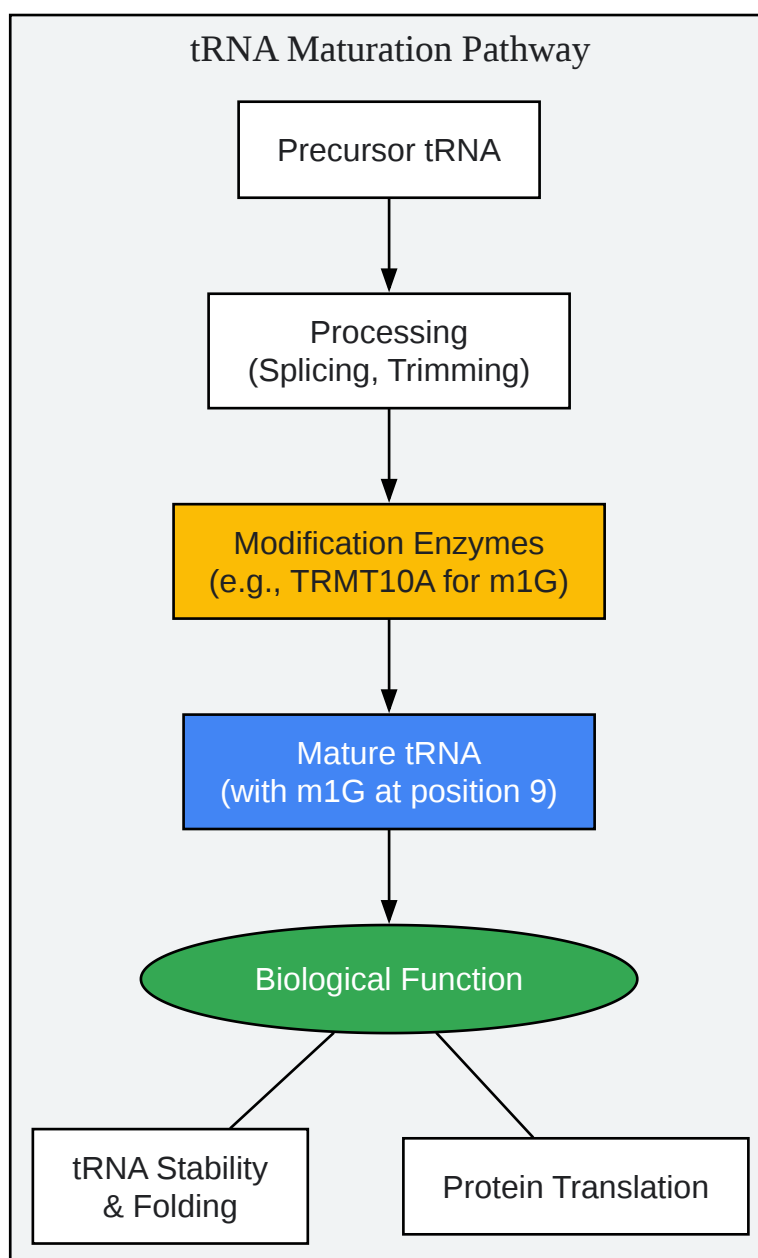 tRNA Maturation Pathway
Precursor tRNA
Processing
(Splicing, Trimming)
Modification Enzymes
(e.g., TRMT10A for m1G)
Mature tRNA
(with m1G at position 9)
Biological Function
tRNA Stability
& Folding
Protein Translation